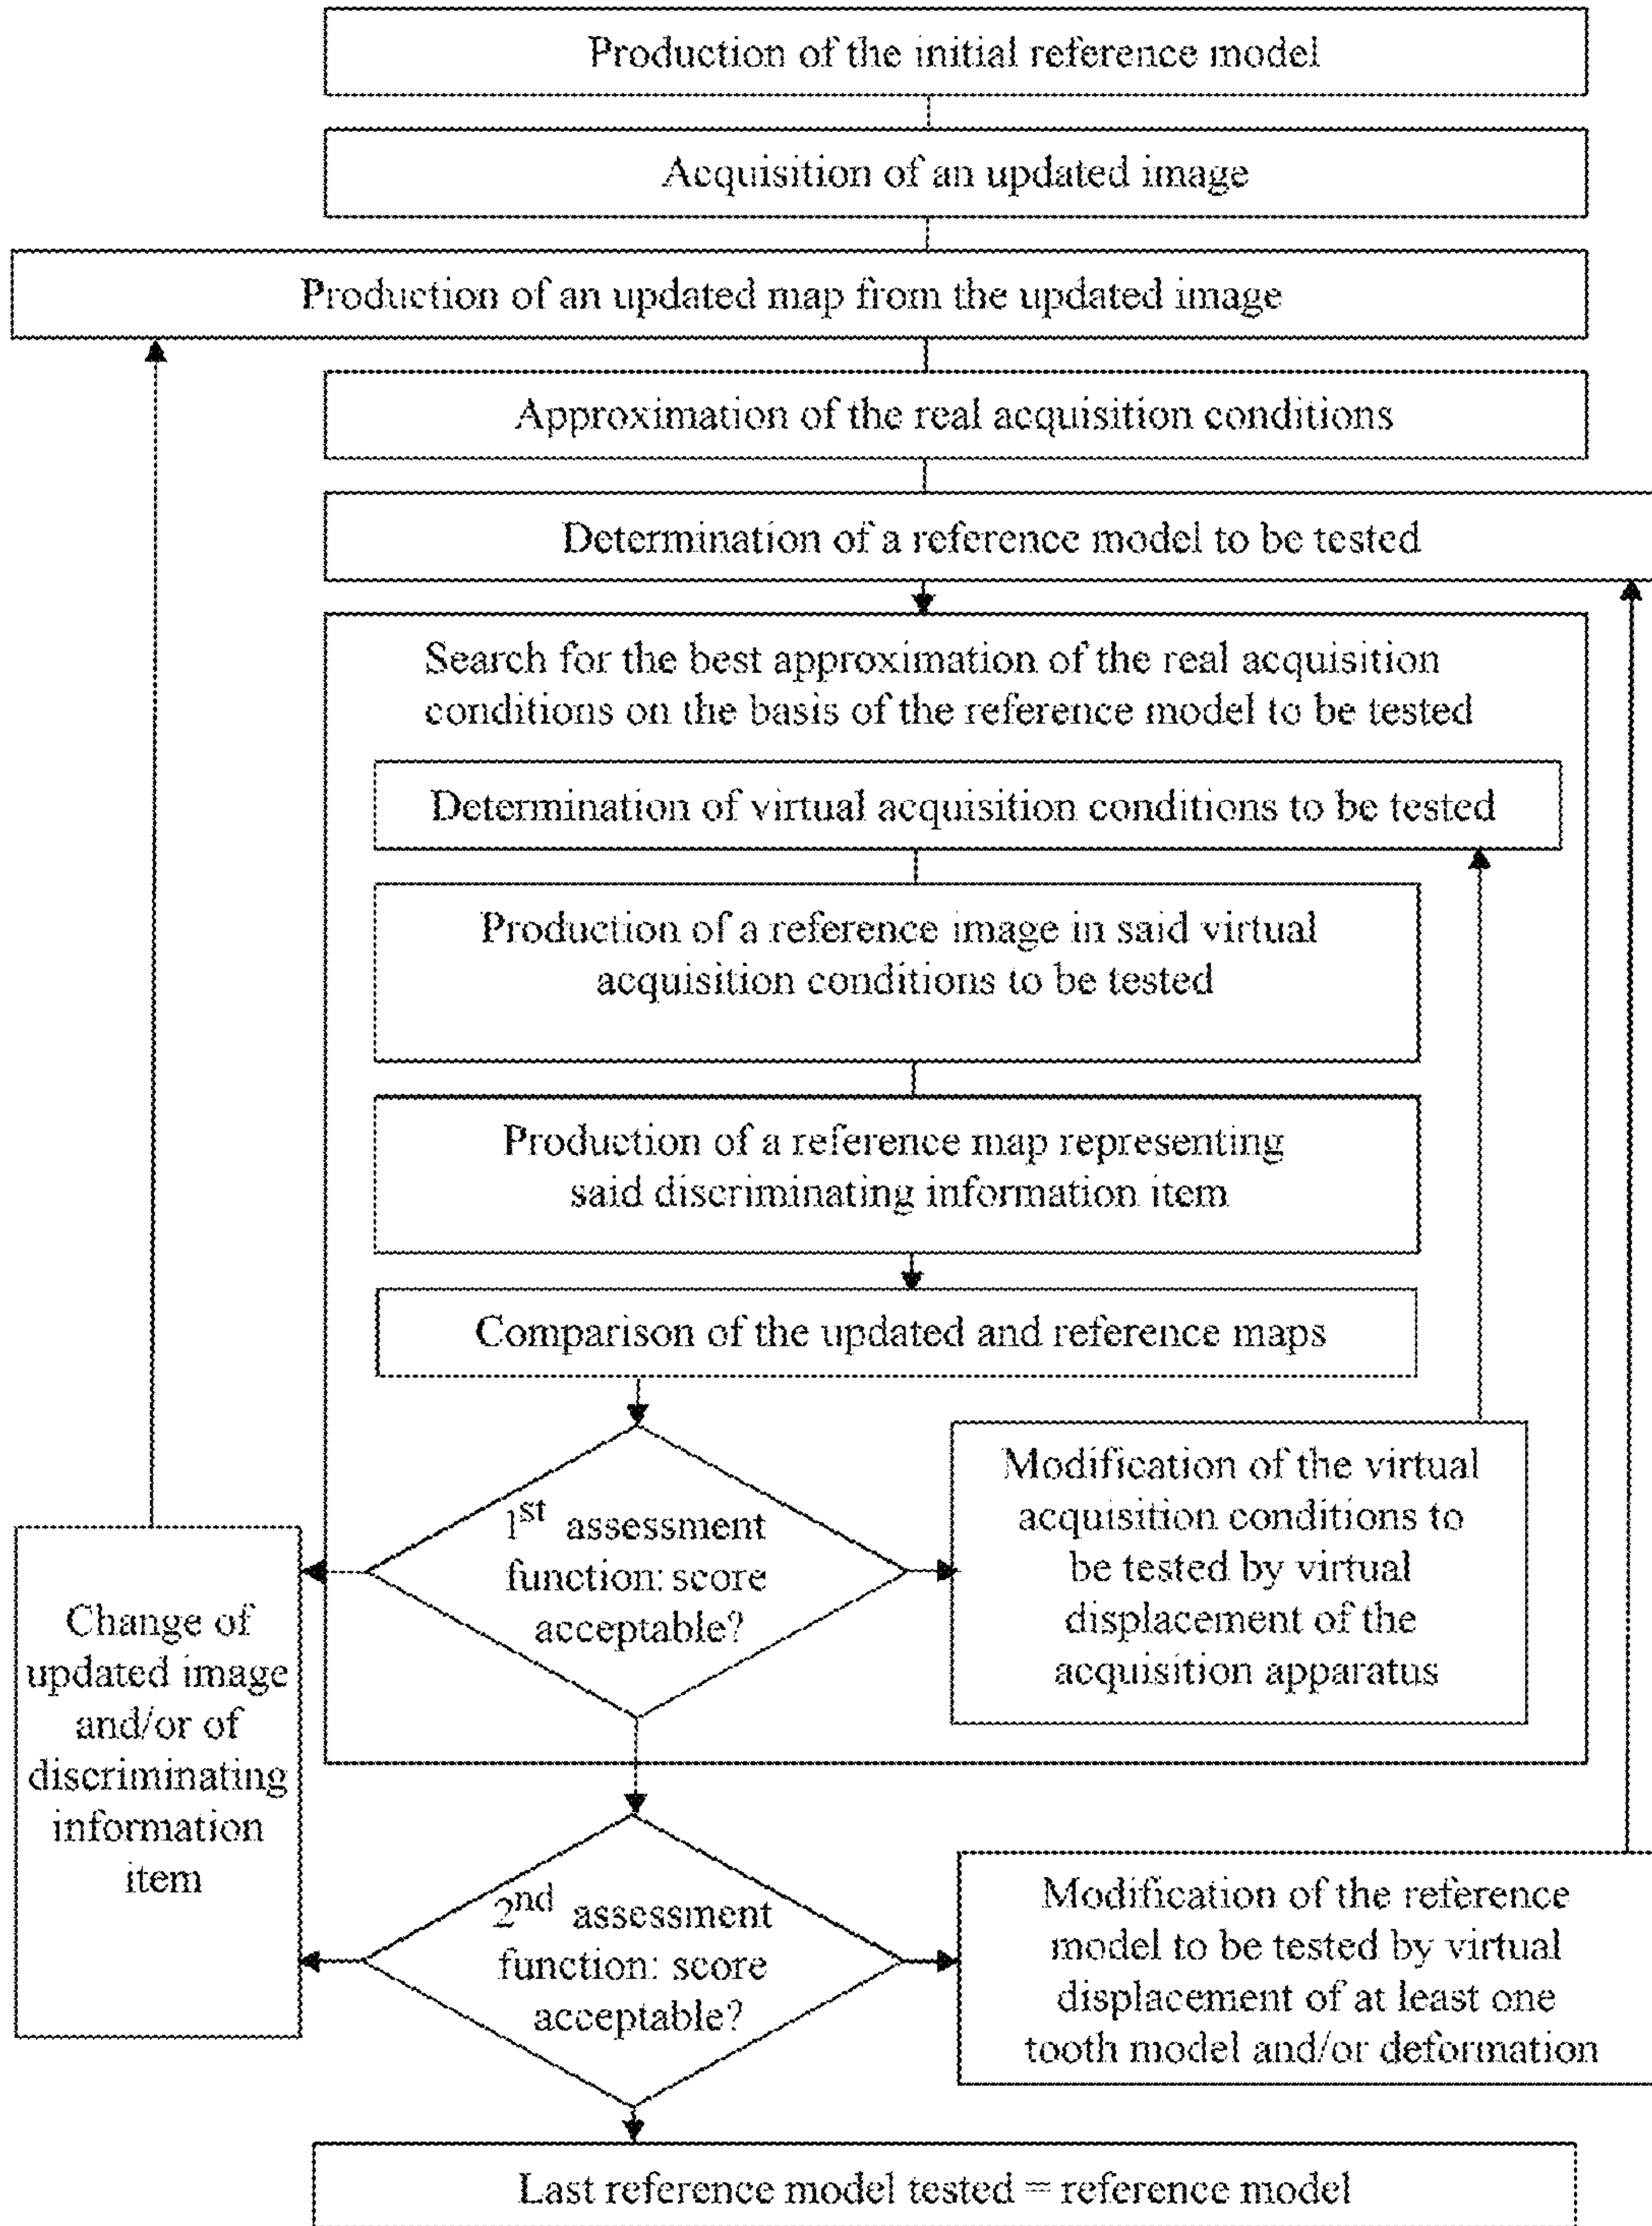 Production of the initial reference model
Acquisition of an updated image
Production of an updated map from the updated image
Approximation of the real acquisition conditions
Determination of a reference model to be tested
Search for the best approximation of the real acquisition
conditions on the basis of the reference model to be tested
Determination of virtual acquisition conditions to be tested
Production of a reference image in said virtual
acquisition conditions to be tested
Production of a reference map representing
said discriminating information item
Comparison of the updated and reference maps
1st assessment
function: score
acceptable?
Modification of the virtual
acquisition conditions to
be tested by virtual
displacement of the
acquisition apparatus
Change of
updated image
and/or of
discriminating
information
item
2nd assessment
function: score
acceptable?
Modification of the reference
model to be tested by virtual
displacement of at least one
tooth model and/or deformation
Last reference model tested = reference model